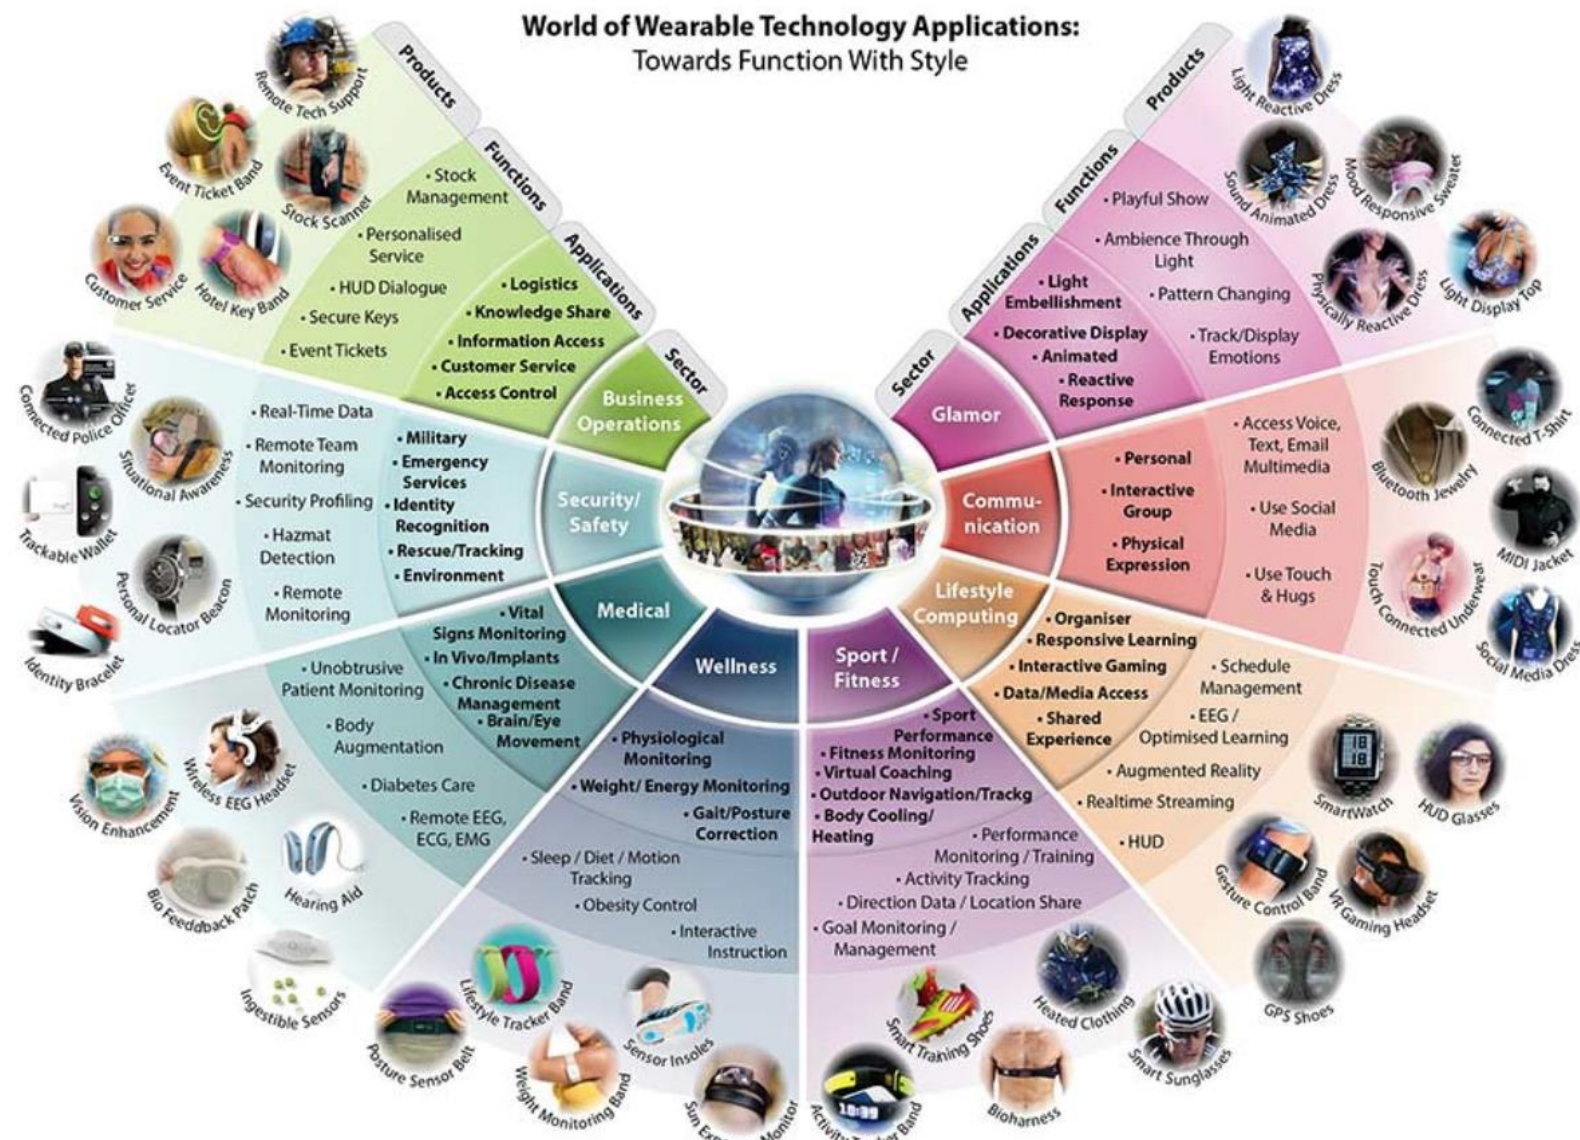 World of Wearable Technology Applications:
Towards Function With Style
Products
Functions
Applications
Sector
Business
Operations
• Logistics
• Knowledge Share
• Information Access
• Customer Service
• Access Control
• Stock
Management
• Personalised
Service
• HUD Dialogue
• Secure Keys
• Event Tickets
Remote Tech Support
Event Ticket Band
Stock Scanner
Customer Service
Hotel Key Band
Security/
Safety
• Military
• Emergency
Services
• Identity
Recognition
• Rescue/Tracking
• Environment
• Real-Time Data
• Remote Team
Monitoring
• Security Profiling
• Hazmat
Detection
• Remote
Monitoring
Connected Police Officer
Situational Awareness
Trackable Wallet
Personal Locator Beacon
Identity Bracelet
Medical
• Vital
Signs Monitoring
• In Vivo/Implants
• Chronic Disease
Management
• Brain/Eye
Movement
• Unobtrusive
Patient Monitoring
• Body
Augmentation
• Diabetes Care
• Remote EEG,
ECG, EMG
Vision Enhancement
Wireless EEG Headset
Bio Feeddback Patch
Hearing Aid
Ingestible Sensors
Wellness
• Physiological
Monitoring
• Weight/ Energy Monitoring
• Gait/Posture
Correction
• Sleep / Diet / Motion
Tracking
• Obesity Control
• Interactive
Instruction
Posture Sensor Belt
Lifestyle Tracker Band
Weight Monitoring Band
Sensor Insoles
Sun
Monitor
Sport /
Fitness
• Sport
Performance
• Fitness Monitoring
• Virtual Coaching
• Outdoor Navigation/Trackg
• Body Cooling/
Heating
• Performance
Monitoring / Training
• Activity Tracking
• Direction Data / Location Share
• Goal Monitoring /
Management
10:39
Band
Smart Training Shoes
Bioharness
Heated Clothing
Smart Sunglasses
Lifestyle
Computing
• Organiser
• Responsive Learning
• Interactive Gaming
• Data/Media Access
• Shared
Experience
• Schedule
Management
• EEG /
Optimised Learning
• Augmented Reality
• Realtime Streaming
• HUD
18
18
SmartWatch
HUD Glasses
Gesture Control Band
VR Gaming Headset
GPS Shoes
Commu-
nication
• Personal
• Interactive
Group
• Physical
Expression
• Access Voice,
Text, Email
Multimedia
• Use Social
Media
• Use Touch
& Hugs
Connected T-Shirt
Bluetooth Jewelry
MIDI Jacket
Touch Connected Underwear
Social Media Dress
Glamor
• Light
Embellishment
• Decorative Display
• Animated
• Reactive
Response
• Playful Show
• Ambience Through
Light
• Pattern Changing
• Track/Display
Emotions
Light Reactive Dress
Sound Animated Dress
Mood Responsive Sweater
Physically Reactive Dress
Light Display Top
Products
Functions
Applications
Sector